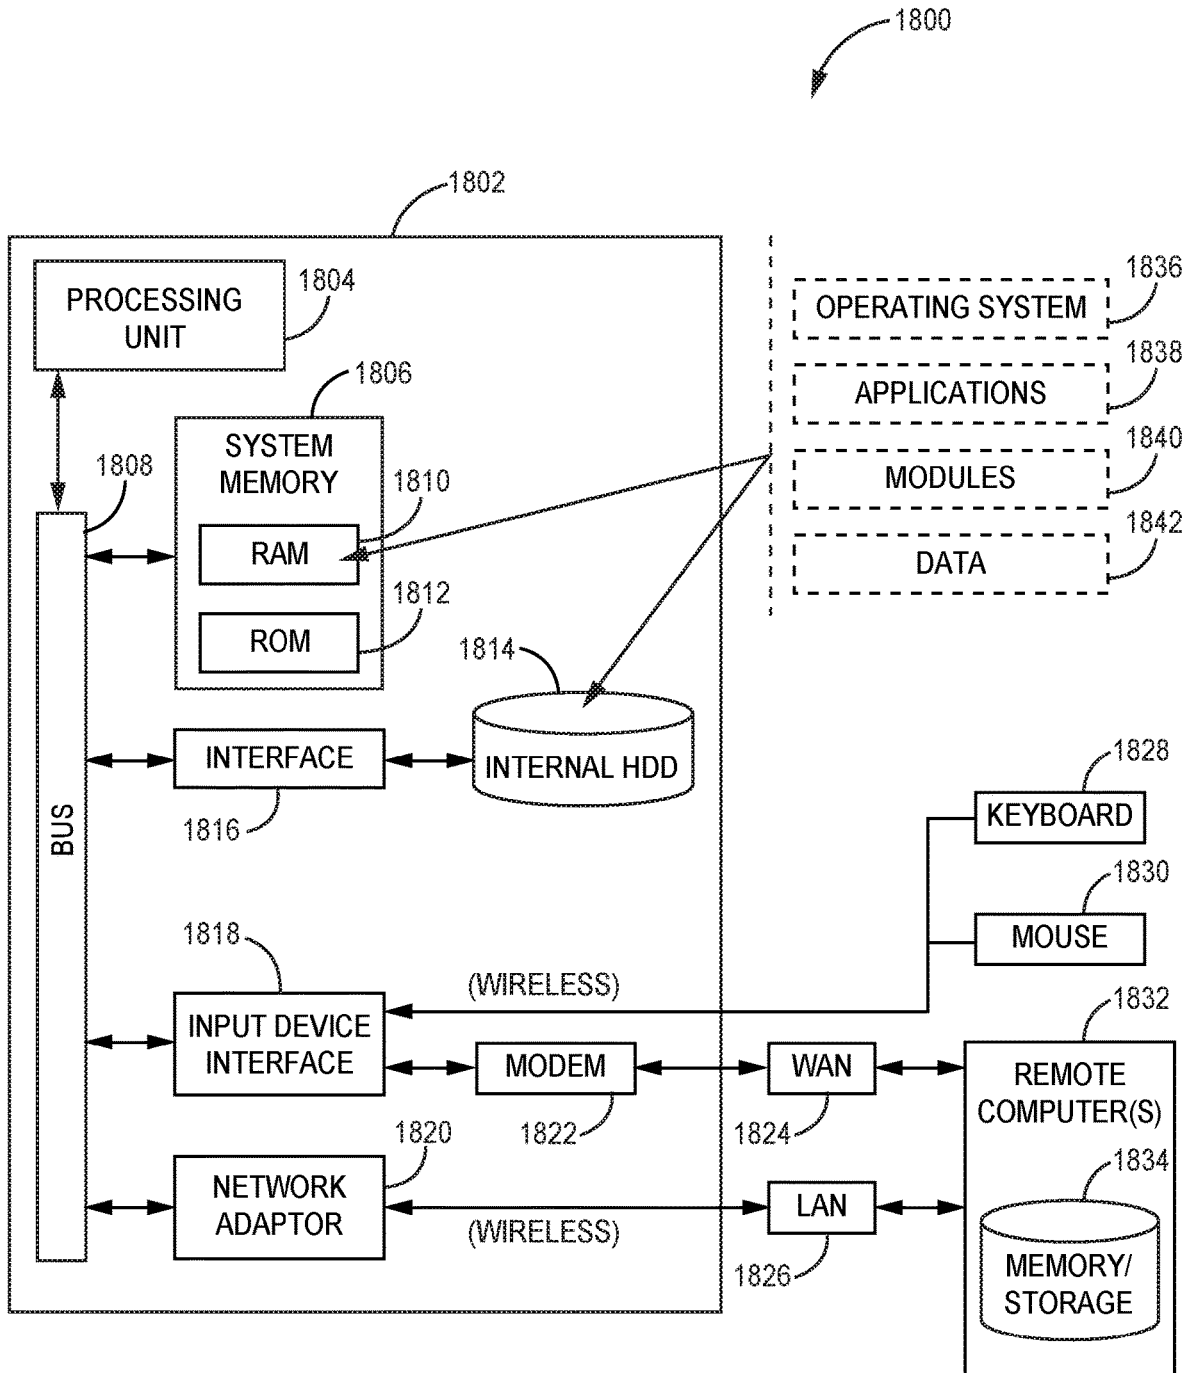 1800
1802
PROCESSING
UNIT
1804
1806
SYSTEM
MEMORY
1808
1810
RAM
1812
ROM
1814
INTERFACE
INTERNAL HDD
1816
BUS
1818
(WIRELESS)
INPUT DEVICE
INTERFACE
MODEM
1822
WAN
1824
1820
NETWORK
ADAPTOR
(WIRELESS)
LAN
1826
OPERATING SYSTEM
1836
APPLICATIONS
1838
MODULES
1840
DATA
1842
1828
KEYBOARD
1830
MOUSE
1832
REMOTE
COMPUTER(S)
1834
MEMORY/
STORAGE